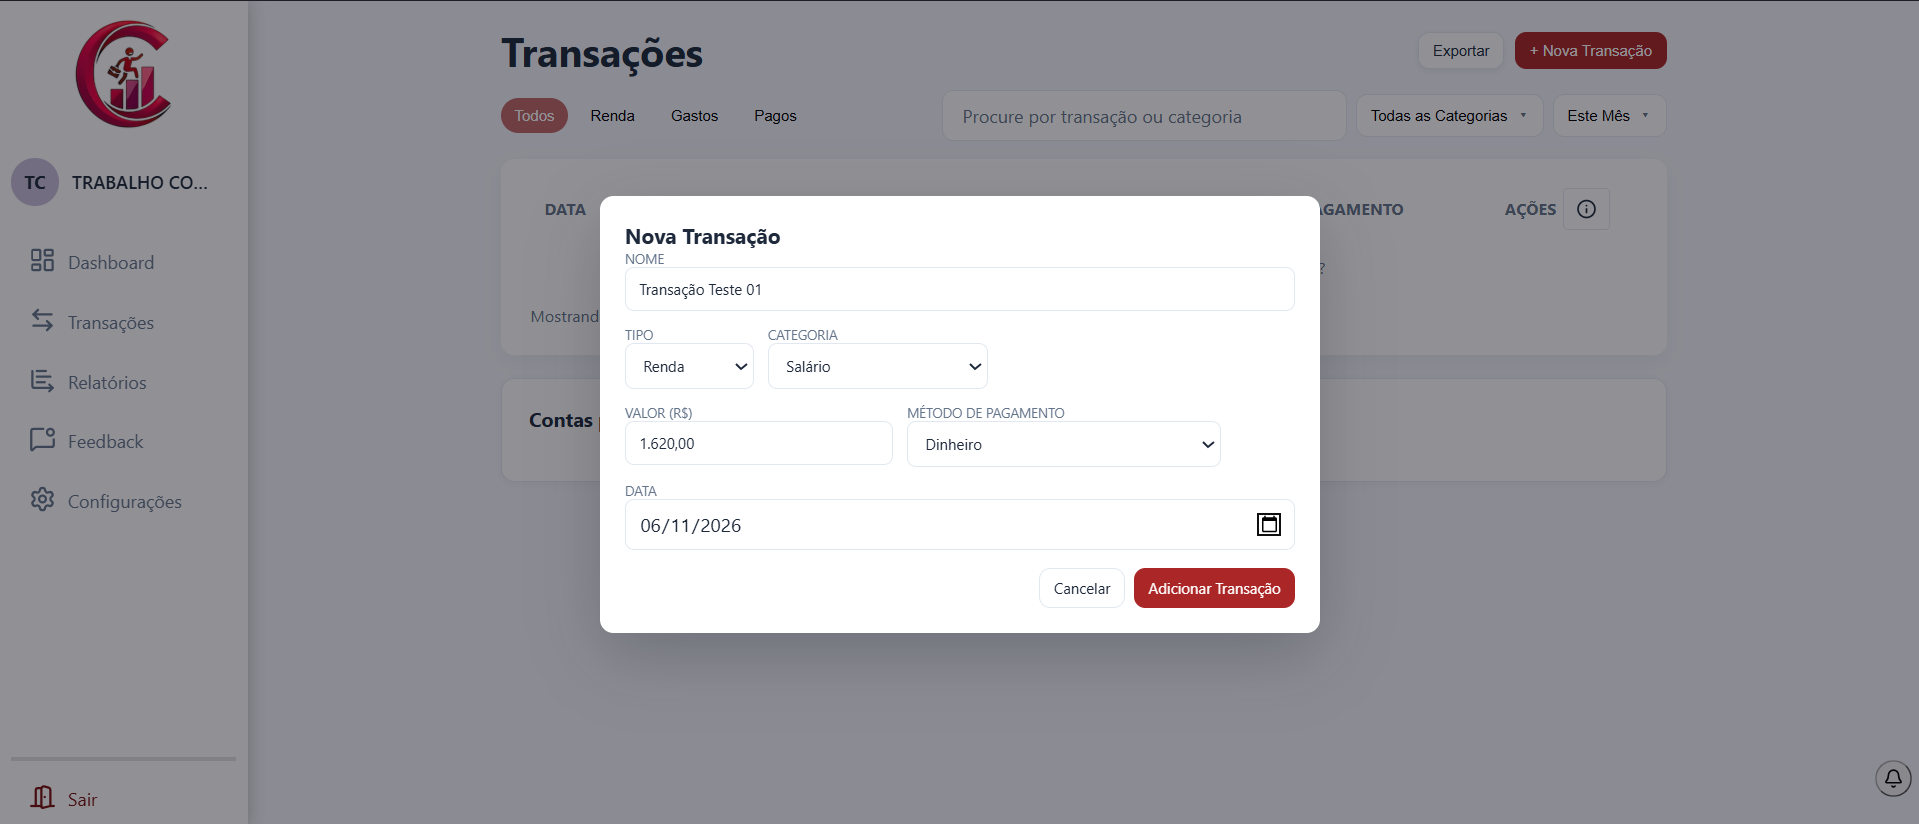 Transações
Exportar
+ Nova Transação
Todos
Renda
Gastos
Pagos
Procure por transação ou categoria
Todas as Categorias
Este Mês
TC
TRABALHO CO...
Dashboard
Transações
Relatórios
Feedback
Configurações
Sair
DATA
AGAMENTO
AÇÕES
?
Mostrand
Contas
Nova Transação
NOME
Transação Teste 01
TIPO
CATEGORIA
Renda
Salário
VALOR (R$)
MÉTODO DE PAGAMENTO
1.620,00
Dinheiro
DATA
06/11/2026
Cancelar
Adicionar Transação